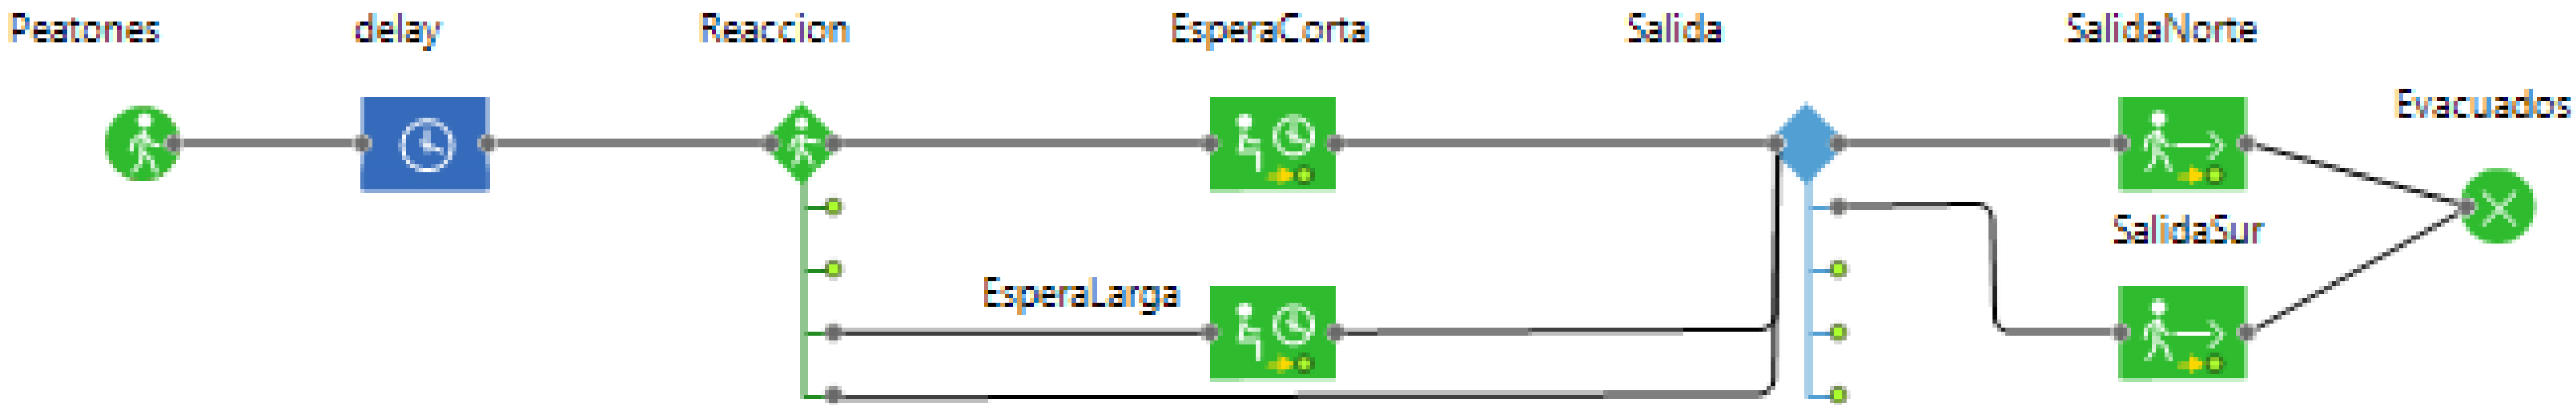 Peatones
delay
Reaccion
EsperaCorta
Salida
SalidaNorte
Evacuados
SalidaSur
EsperaLarga